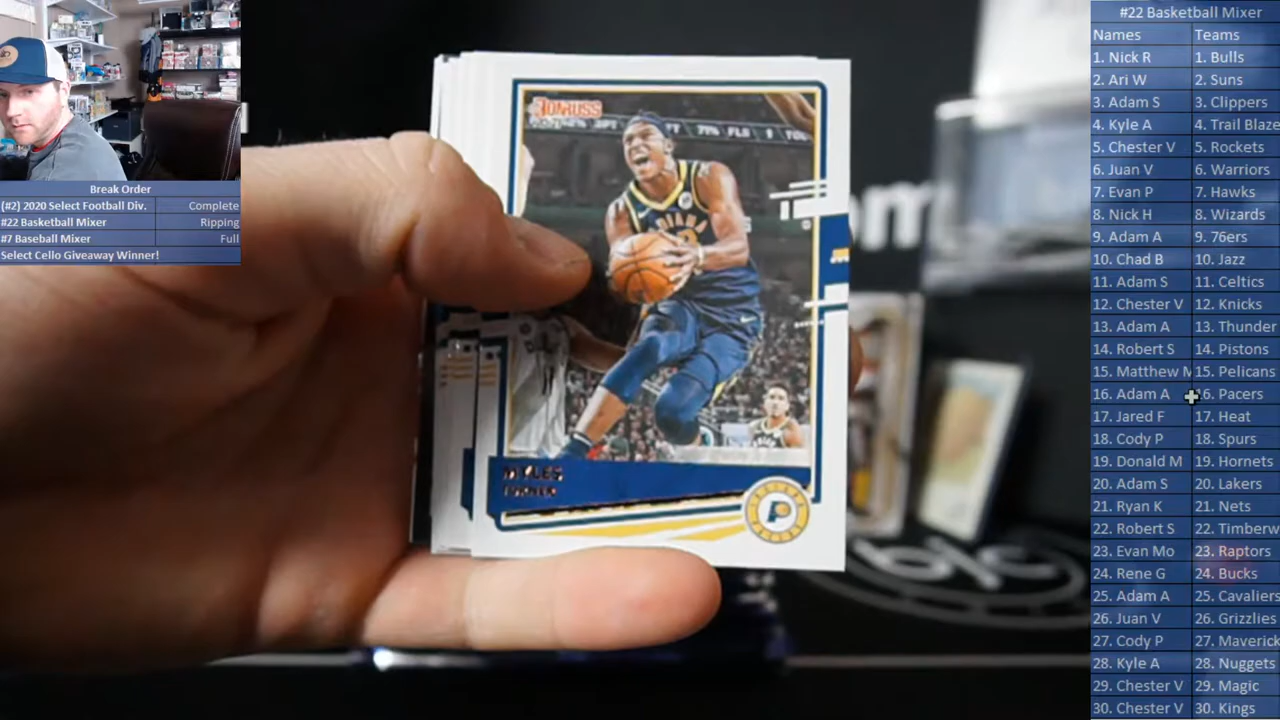 Break Order
(#2) 2020 Select Football Div. Complete
#22 Basketball Mixer Ripping
#7 Baseball Mixer Full
Select Cello Giveaway Winner!
DONRUSS
INDIANA
MYLES
TURNER
P
#22 Basketball Mixer
Names Teams
1. Nick R 1. Bulls
2. Ari W 2. Suns
3. Adam S 3. Clippers
4. Kyle A 4. Trail Blaze
5. Chester V 5. Rockets
6. Juan V 6. Warriors
7. Evan P 7. Hawks
8. Nick H 8. Wizards
9. Adam A 9. 76ers
10. Chad B 10. Jazz
11. Adam S 11. Celtics
12. Chester V 12. Knicks
13. Adam A 13. Thunder
14. Robert S 14. Pistons
15. Matthew M 15. Pelicans
16. Adam A 16. Pacers
17. Jared F 17. Heat
18. Cody P 18. Spurs
19. Donald M 19. Hornets
20. Adam S 20. Lakers
21. Ryan K 21. Nets
22. Robert S 22. Timberw
23. Evan Mo 23. Raptors
24. Rene G 24. Bucks
25. Adam A 25. Cavaliers
26. Juan V 26. Grizzlies
27. Cody P 27. Maverick
28. Kyle A 28. Nuggets
29. Chester V 29. Magic
30. Chester V 30. Kings